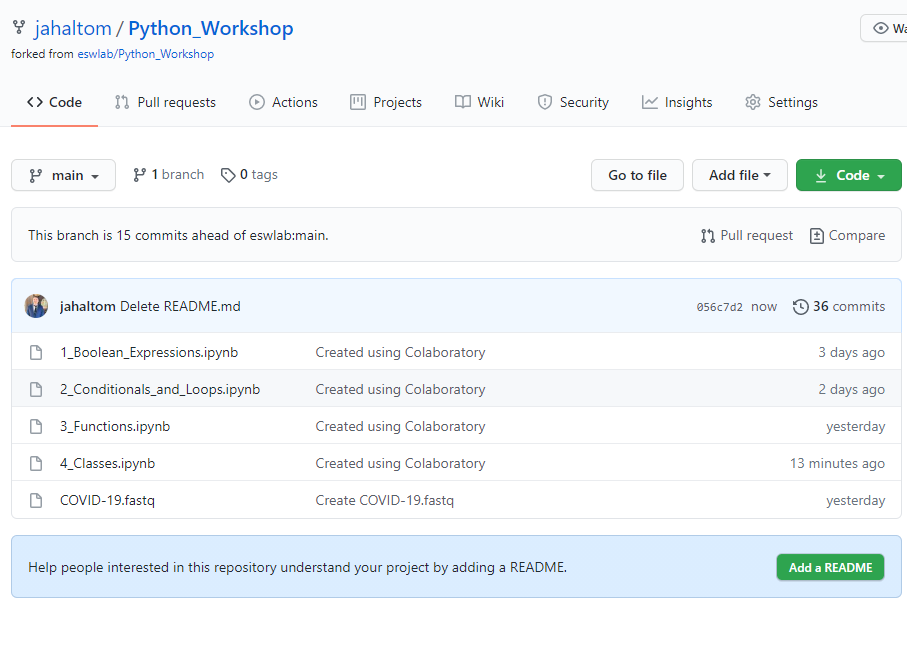 jahaltom / Python_Workshop
forked from eswlab/Python_Workshop
Code Pull requests Actions Projects Wiki Security Insights Settings
main 1 branch 0 tags Go to file Add file Code
This branch is 15 commits ahead of eswlab:main. Pull request Compare
jahaltom Delete README.md 056c7d2 now 36 commits
1_Boolean_Expressions.ipynb Created using Colaboratory 3 days ago
2_Conditionals_and_Loops.ipynb Created using Colaboratory 2 days ago
3_Functions.ipynb Created using Colaboratory yesterday
4_Classes.ipynb Created using Colaboratory 13 minutes ago
COVID-19.fastq Create COVID-19.fastq yesterday
Help people interested in this repository understand your project by adding a README. Add a README